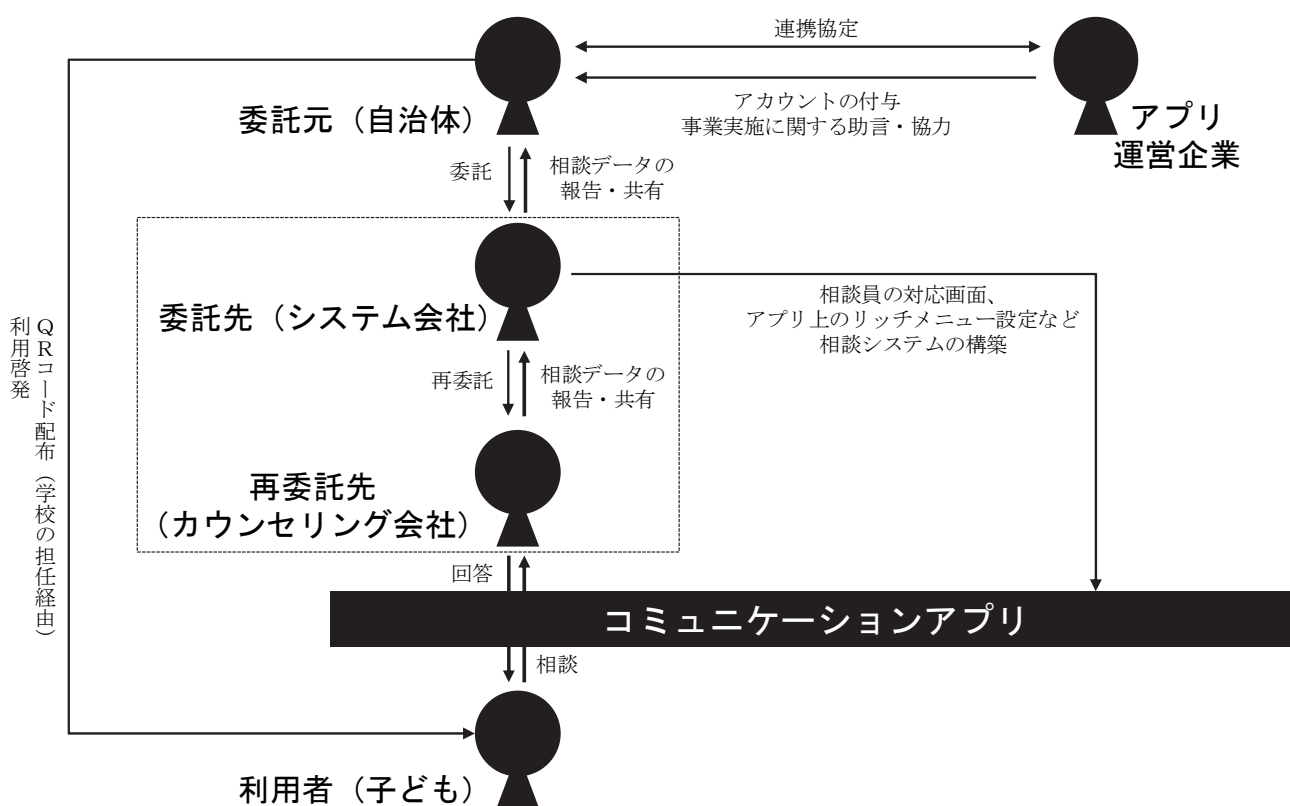 連携協定
アカウントの付与
事業実施に関する助言・協力
委託元（自治体）
アプリ
運営企業
委託
相談データの
報告・共有
委託先（システム会社）
相談員の対応画面、
アプリ上のリッチメニュー設定など
相談システムの構築
QRコード配布（学校の担任経由）
利用啓発
再委託
相談データの
報告・共有
再委託先
（カウンセリング会社）
回答
コミュニケーションアプリ
相談
利用者（子ども）